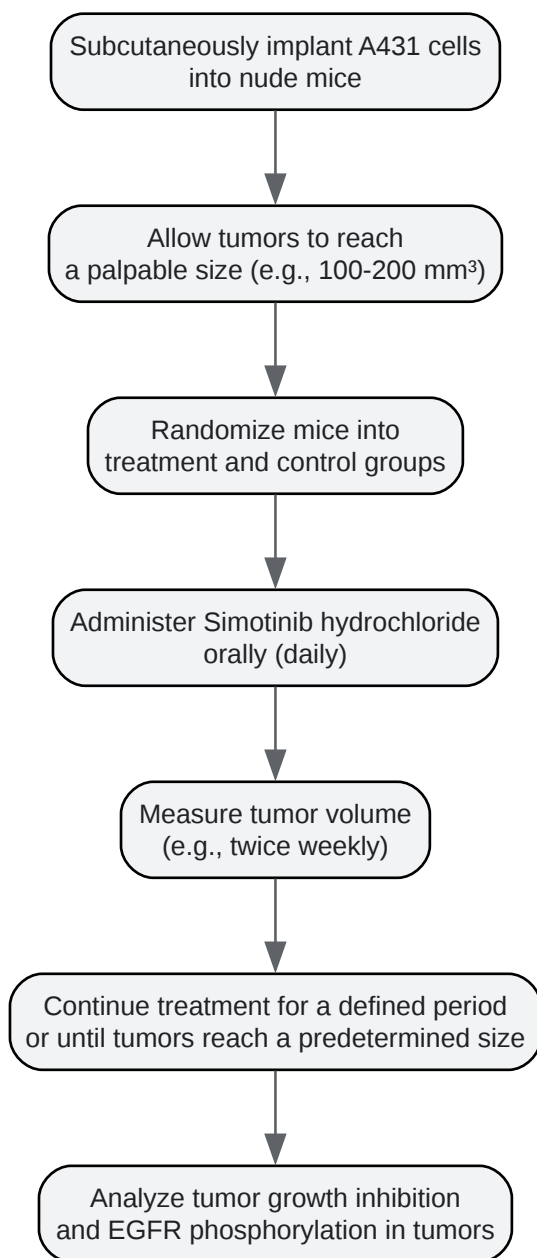 Subcutaneously implant A431 cells
into nude mice
Allow tumors to reach
a palpable size (e.g., 100-200 mm³)
Randomize mice into
treatment and control groups
Administer Simotinib hydrochloride
orally (daily)
Measure tumor volume
(e.g., twice weekly)
Continue treatment for a defined period
or until tumors reach a predetermined size
Analyze tumor growth inhibition
and EGFR phosphorylation in tumors